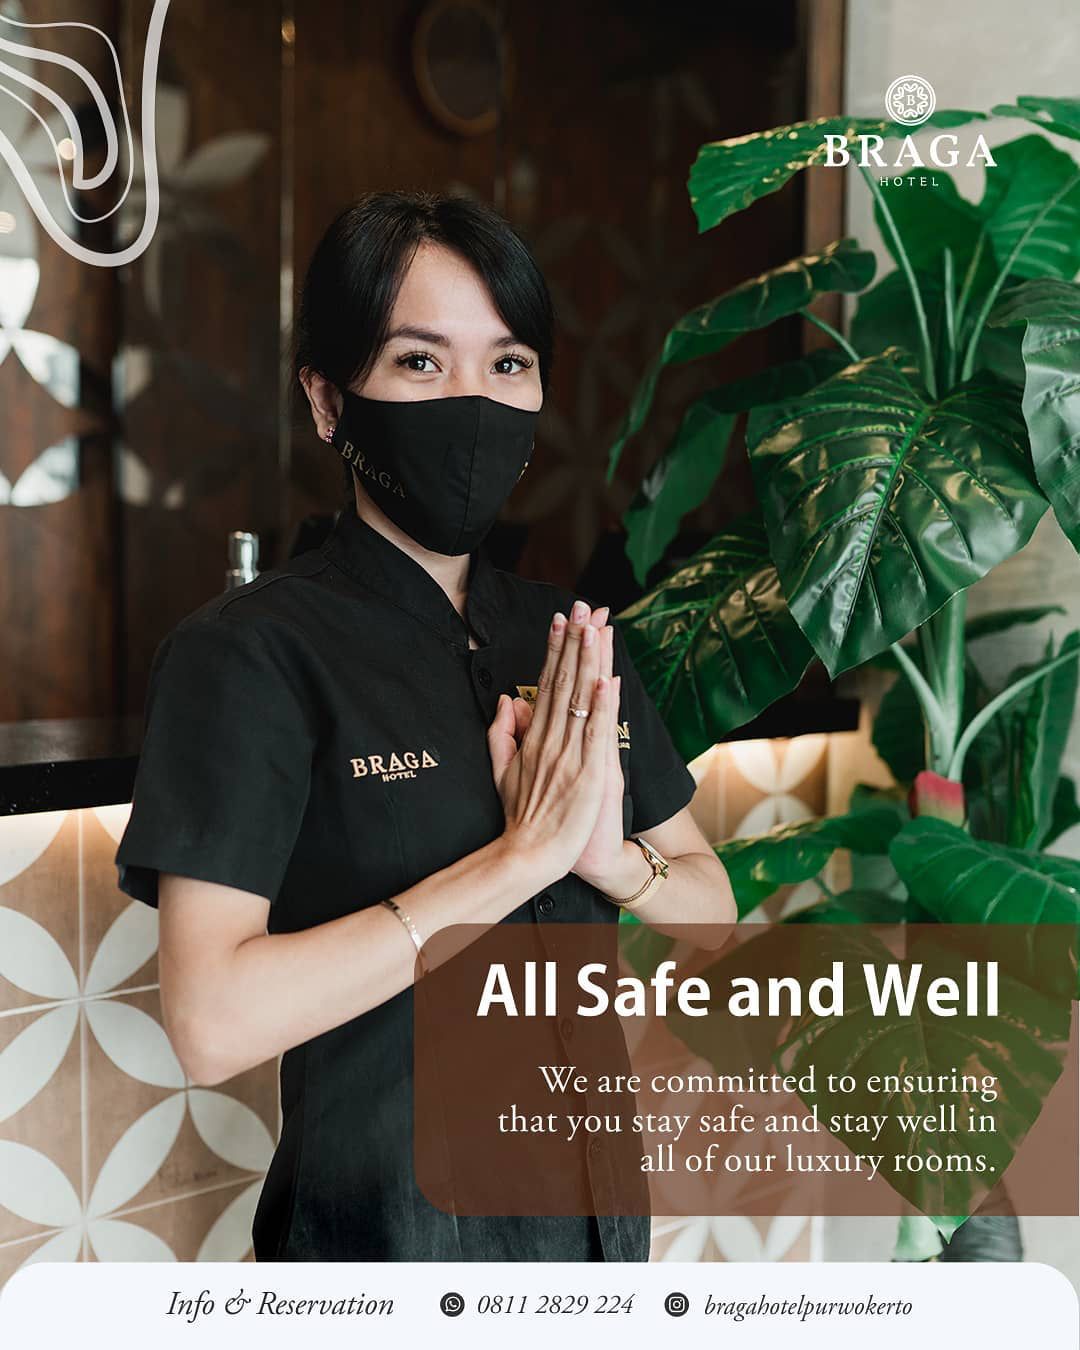 BRAGA
HOTEL
BRAGA
BRAGA
HOTEL
All Safe and Well
We are committed to ensuring
that you stay safe and stay well in
all of our luxury rooms.
Info & Reservation
0811 2829 224
bragahotelpurwokerto